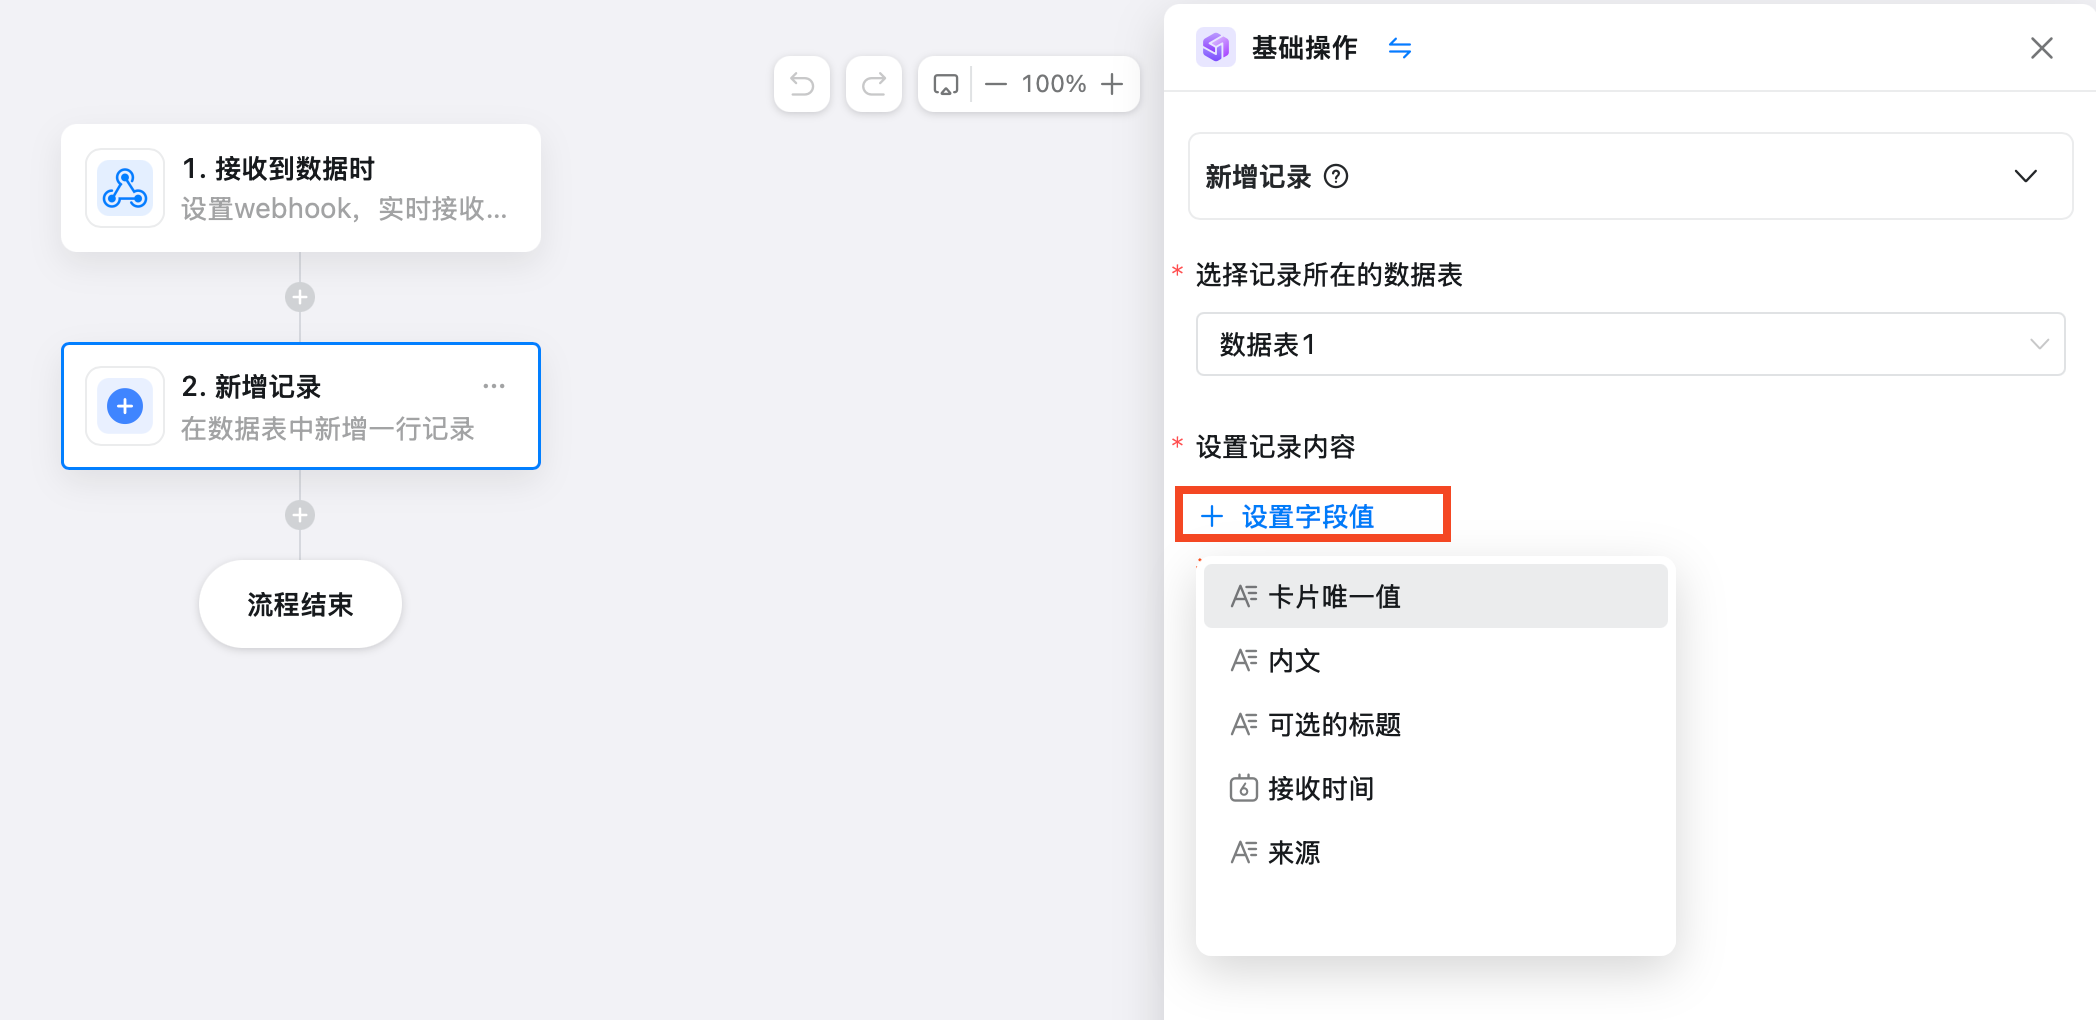 100%
1. 接收到数据时
设置webhook，实时接收...
2. 新增记录
在数据表中新增一行记录
流程结束
基础操作
新增记录
* 选择记录所在的数据表
数据表1
* 设置记录内容
+ 设置字段值
卡片唯一值
内文
可选的标题
6 接收时间
来源